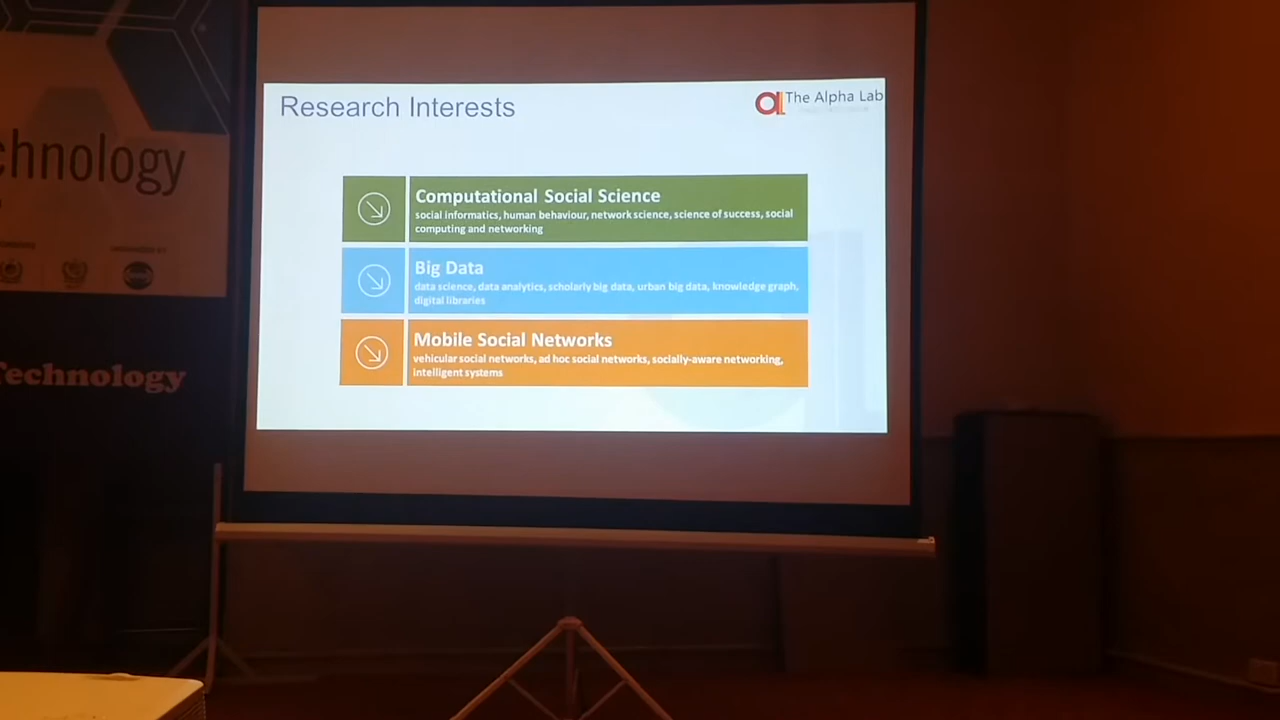 chnology
Technology
Research Interests
The Alpha Lab
Computational Social Science
social informatics, human behaviour, network science, science of success, social
computing and networking
Big Data
data science, data analytics, scholarly big data, urban big data, knowledge graph,
digital libraries
Mobile Social Networks
vehicular social networks, ad hoc social networks, socially-aware networking,
intelligent systems